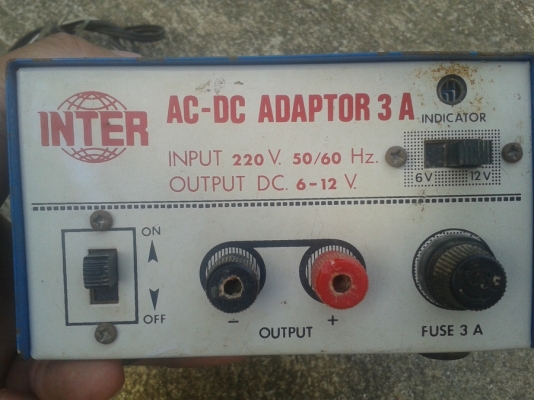 INTER
AC-DC ADAPTOR 3 A
INPUT 220 V. 50/60 Hz.
OUTPUT DC. 6-12 V.
INDICATOR
6V 12V
ON
OFF
- +
OUTPUT
FUSE 3 A